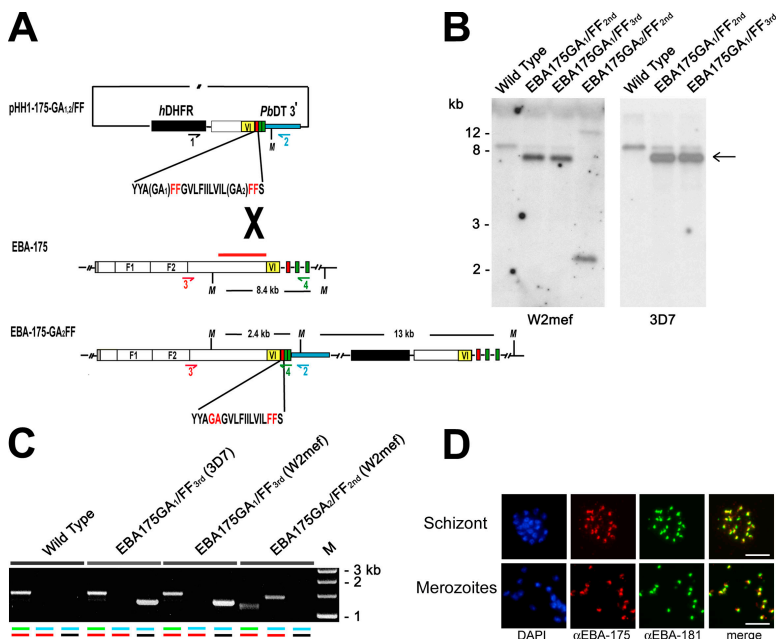 A
pHH1-175-GA1,2/FF
hDHFR
VI
PbDT 3'
1
M
2
YYA(GA1)FFGVLFIILVIL(GA2)FFS
X
EBA-175
F1
F2
VI
3
M
8.4 kb
4
M
EBA-175-GA2FF
M
2.4 kb
M
13 kb
M
F1
F2
VI
VI
3
4
2
YYAGAGVLFIILVILFFS
B
Wild Type
EBA175GA1/FF2nd
EBA175GA1/FF3rd
EBA175GA2/FF2nd
Wild Type
EBA175GA1/FF2nd
EBA175GA1/FF3rd
kb
12 -
8 -
3 -
2 -
W2mef
3D7
C
Wild Type
EBA175GA1/FF3rd (3D7)
EBA175GA1/FF3rd (W2mef)
EBA175GA2/FF2nd (W2mef)
M
- 3 kb
- 2
- 1
D
Schizont
Merozoites
DAPI
αEBA-175
αEBA-181
merge